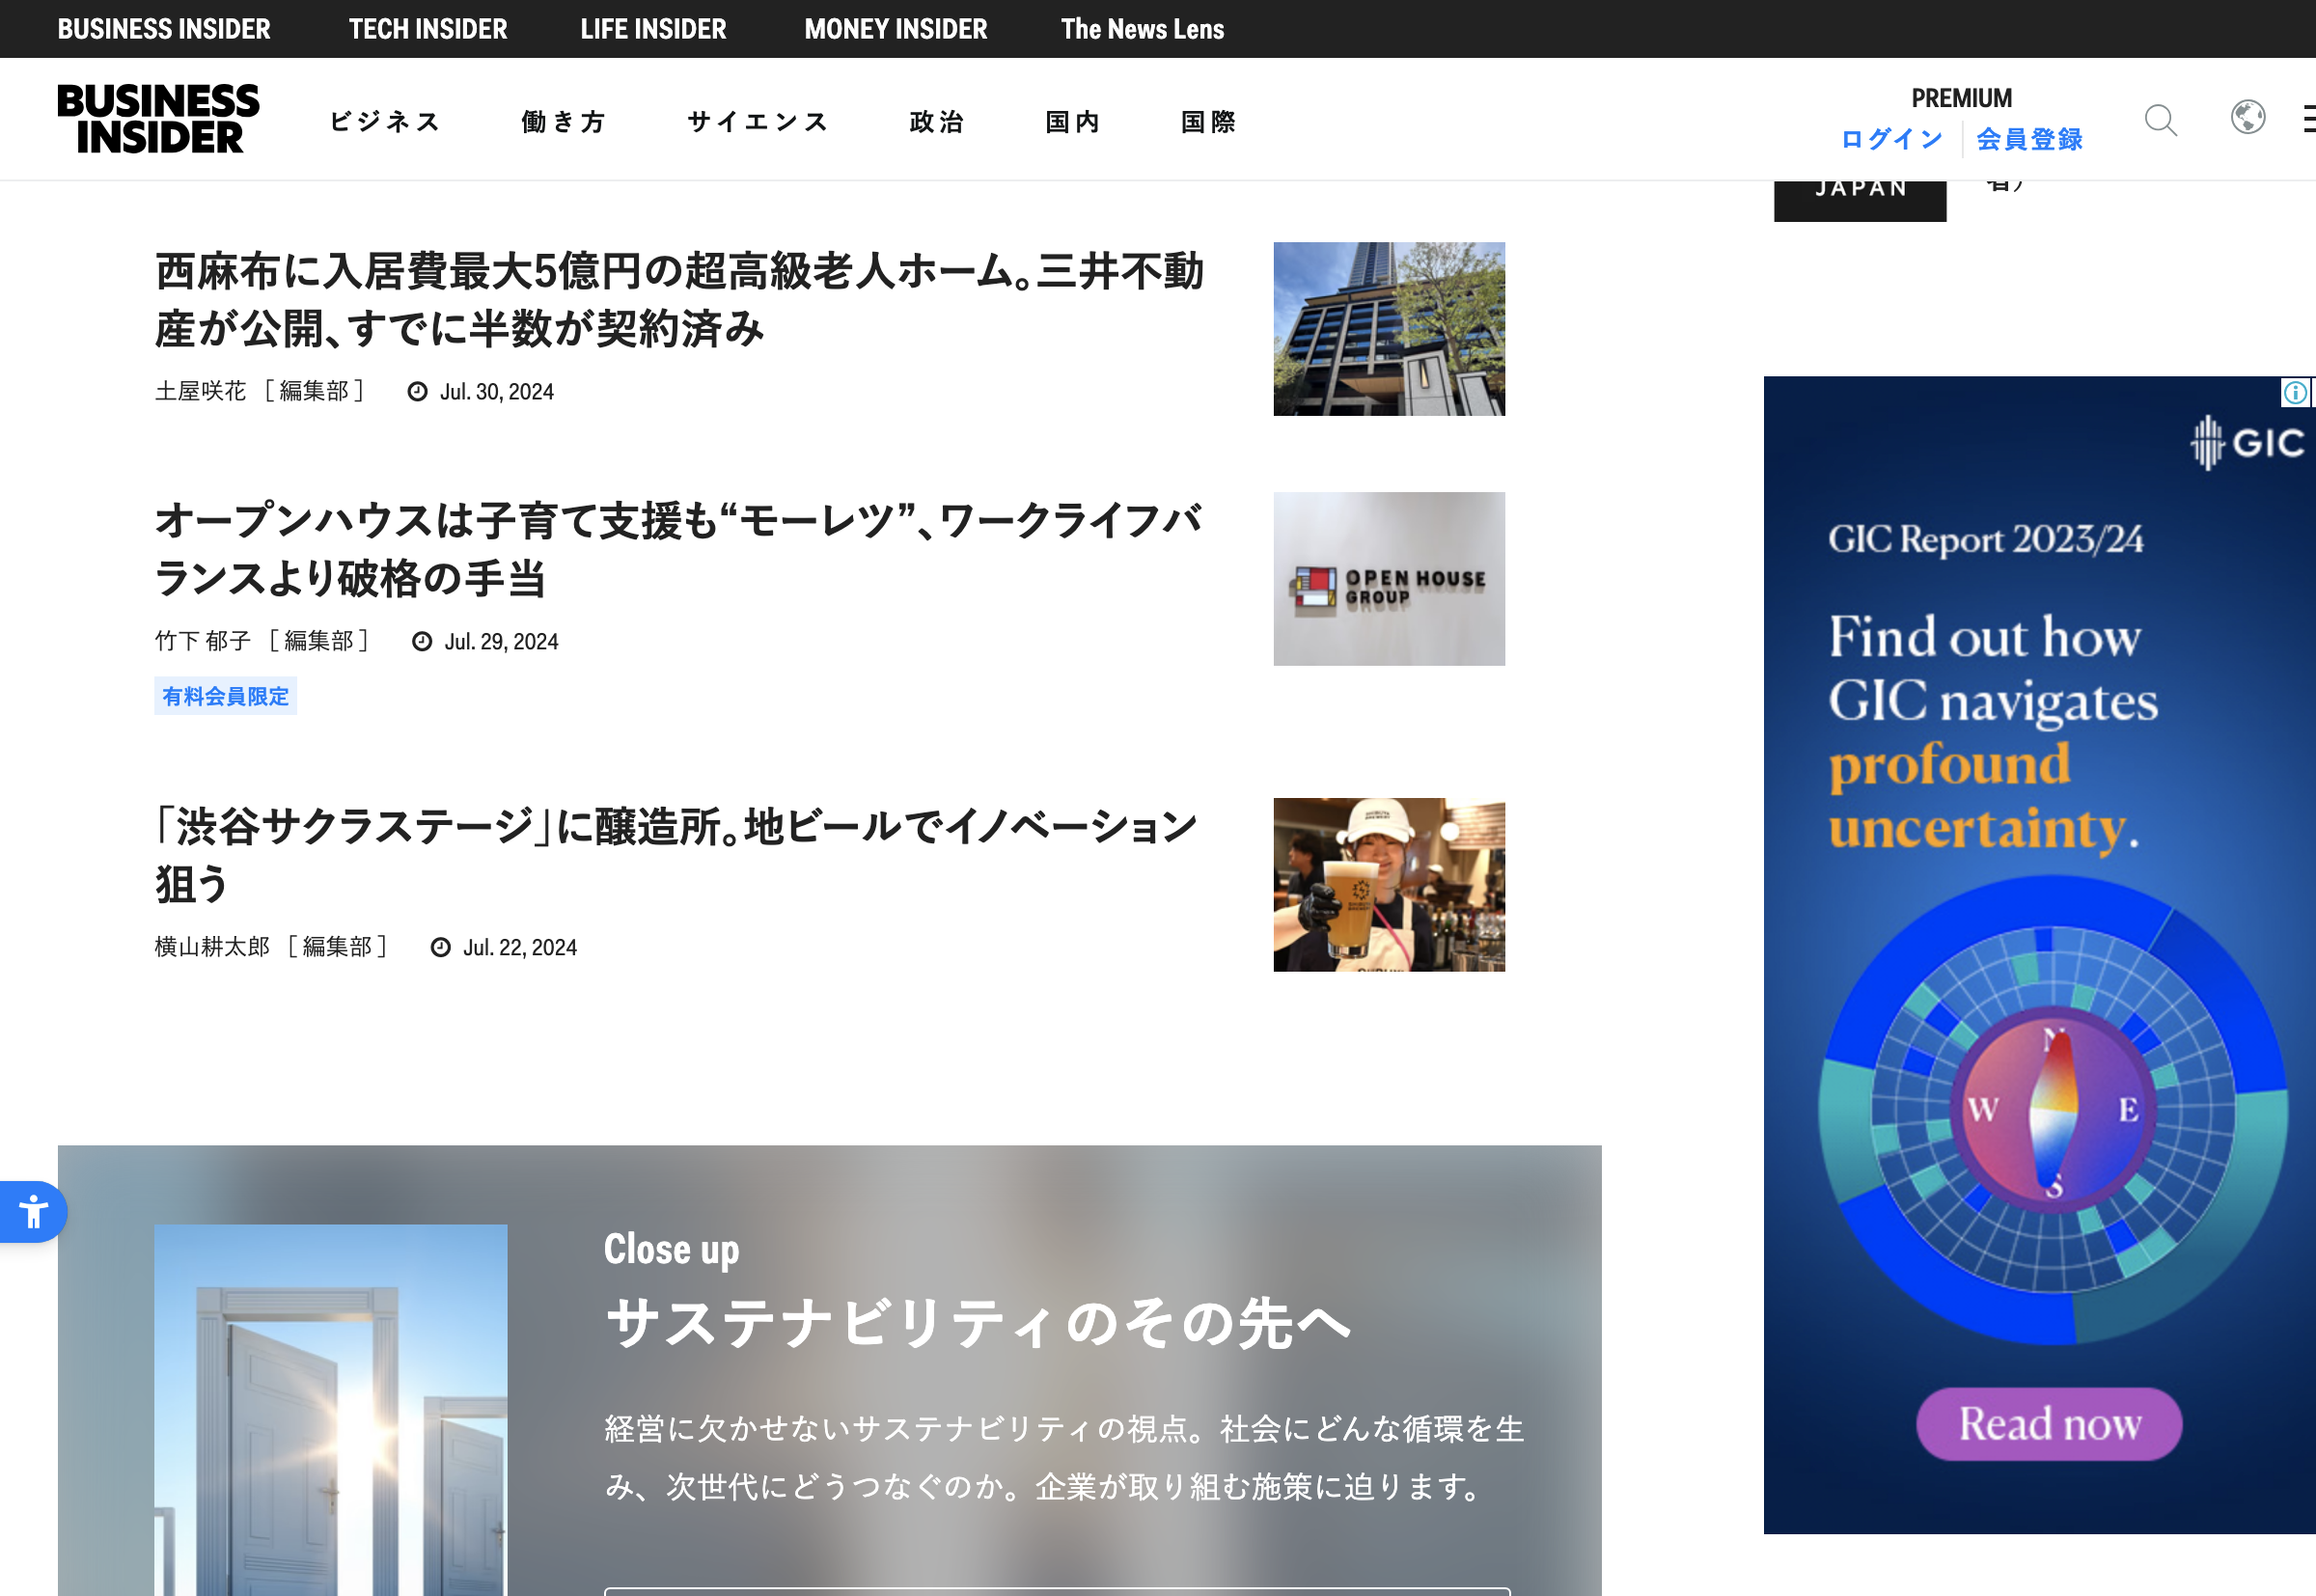 BUSINESS INSIDER TECH INSIDER LIFE INSIDER MONEY INSIDER The News Lens
BUSINESS
INSIDER
ビジネス 働き方 サイエンス 政治 国内 国際
PREMIUM
ログイン 会員登録
JAPAN
者）
西麻布に入居費最大5億円の超高級老人ホーム。三井不動
産が公開、すでに半数が契約済み
土屋咲花 ［ 編集部 ］ Jul. 30, 2024
オープンハウスは子育て支援も“モーレツ”、ワークライフバ
ランスより破格の手当
竹下 郁子 ［ 編集部 ］ Jul. 29, 2024
有料会員限定
OPEN HOUSE
GROUP
「渋谷サクラステージ」に醸造所。地ビールでイノベーション
狙う
横山耕太郎 ［ 編集部 ］ Jul. 22, 2024
Close up
サステナビリティのその先へ
経営に欠かせないサステナビリティの視点。社会にどんな循環を生
み、次世代にどうつなぐのか。企業が取り組む施策に迫ります。
GIC
GIC Report 2023/24
Find out how
GIC navigates
profound
uncertainty.
N
W E
S
Read now